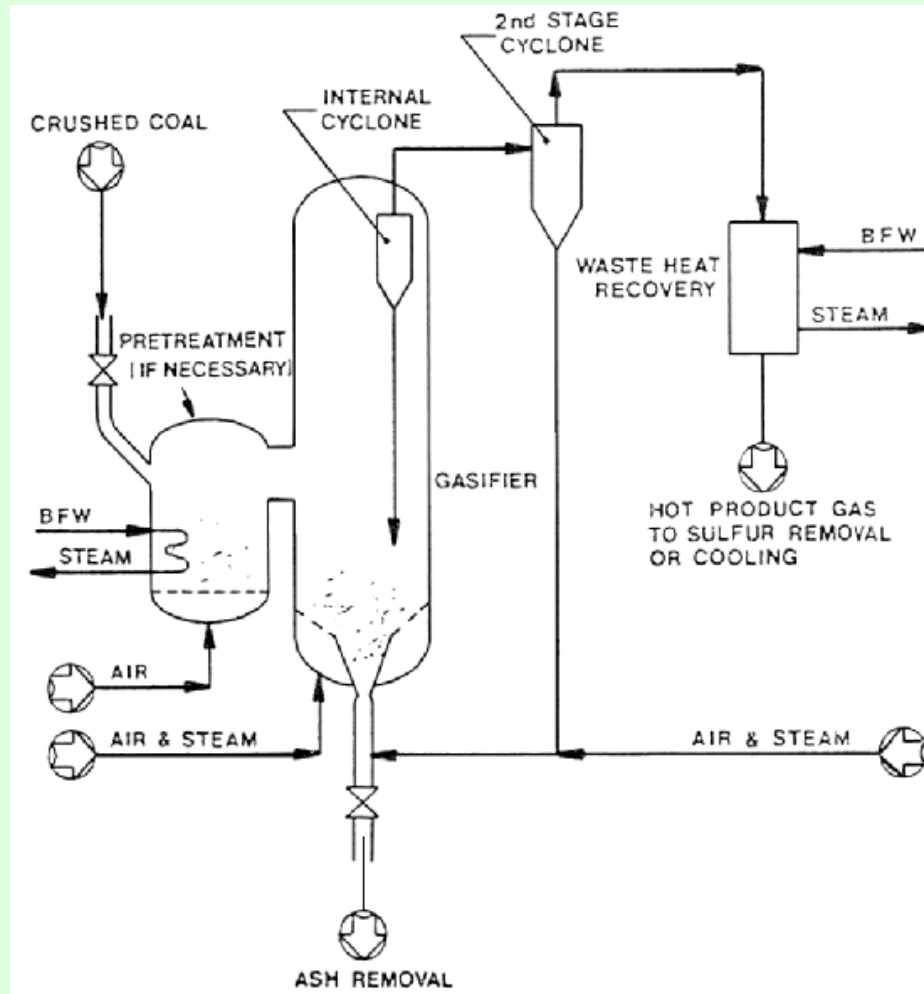 2nd STAGE
CYCLONE
INTERNAL
CYCLONE
CRUSHED COAL
BFW
WASTE HEAT
RECOVERY
STEAM
PRETREATMENT
(IF NECESSARY)
GASIFIER
BFW
STEAM
HOT PRODUCT GAS
TO SULFUR REMOVAL
OR COOLING
AIR
AIR & STEAM
AIR & STEAM
ASH REMOVAL